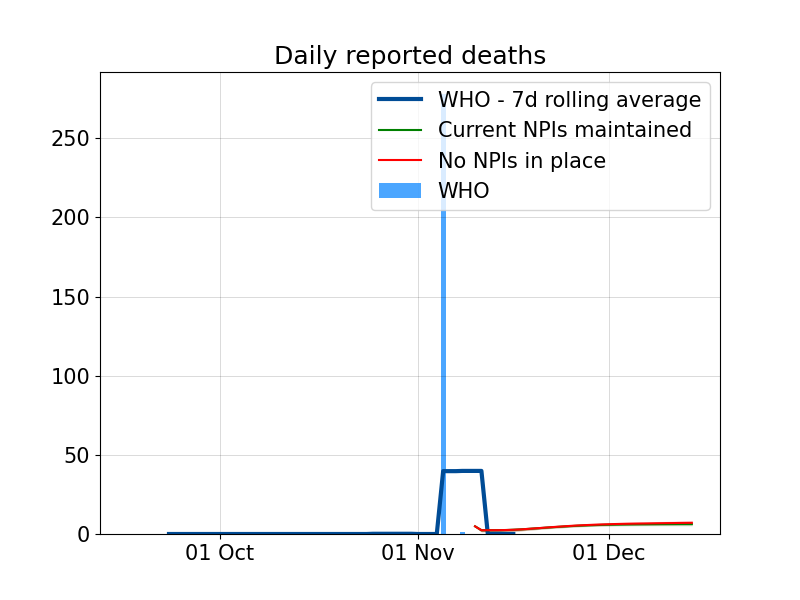 Daily reported deaths
WHO - 7d rolling average
Current NPIs maintained
No NPIs in place
WHO
250
200
150
100
50
0
01 Oct
01 Nov
01 Dec